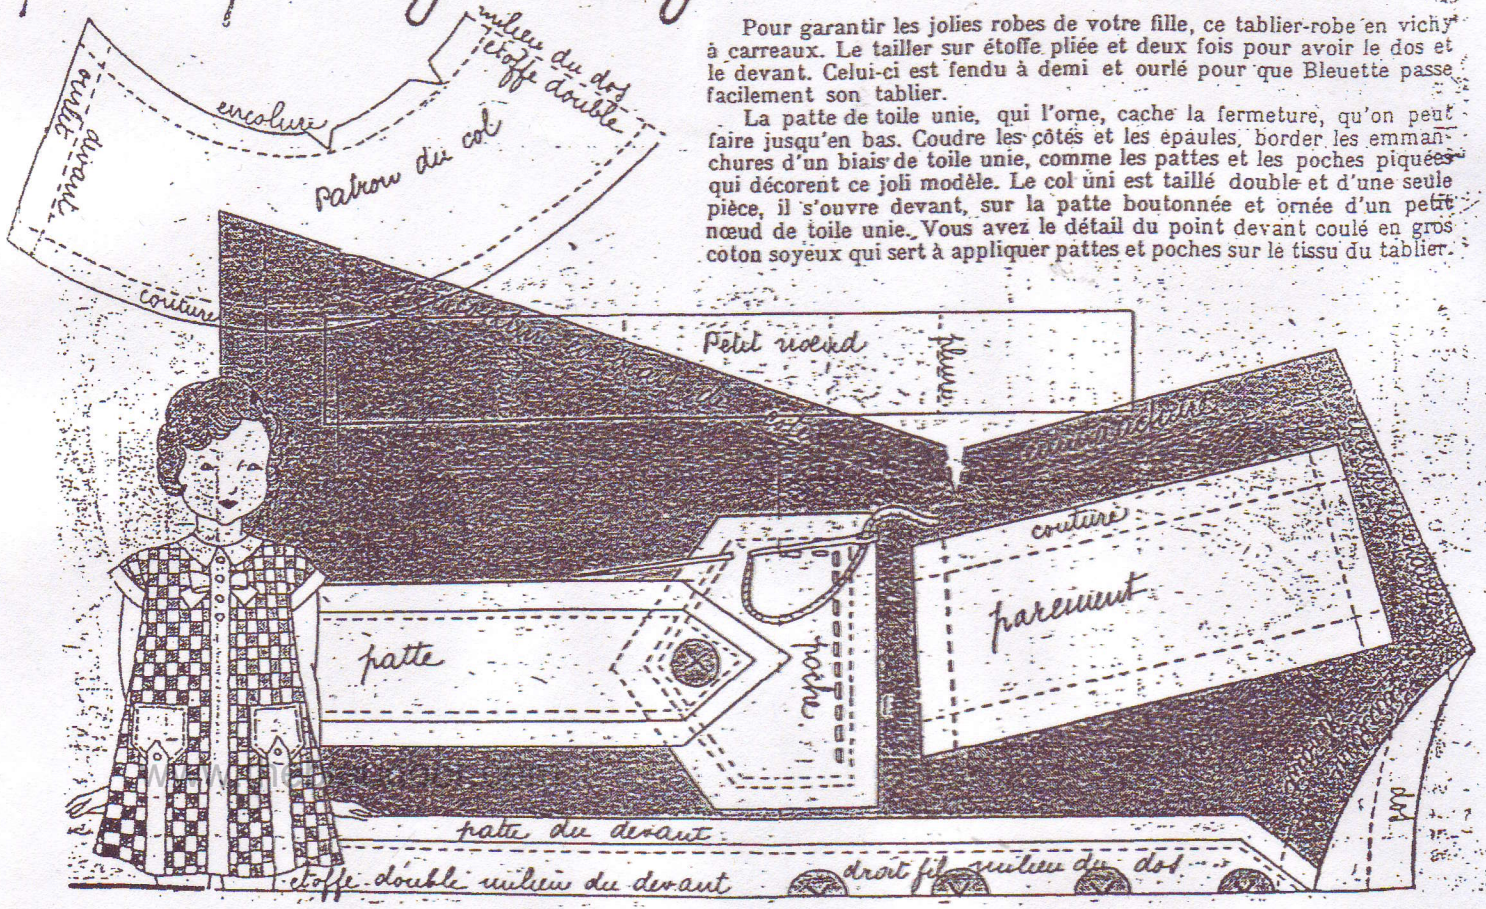 Pour garantir les jolies robes de votre fille, ce tablier-robe en vichy
à carreaux. Le tailler sur étoffe pliée et deux fois pour avoir le dos et
le devant. Celui-ci est fendu à demi et ourlé pour que Bleuette passe
facilement son tablier.
La patte de toile unie, qui l'orne, cache la fermeture, qu'on peut
faire jusqu'en bas. Coudre les côtés et les épaules, border les emman-
chures d'un biais de toile unie, comme les pattes et les poches piquées
qui décorent ce joli modèle. Le col uni est taillé double et d'une seule
pièce, il s'ouvre devant, sur la patte boutonnée et ornée d'un petit
nœud de toile unie. Vous avez le détail du point devant coulé en gros
coton soyeux qui sert à appliquer pattes et poches sur le tissu du tablier.
milieu du dos
étoffe double
encolure
ourlet devant
Patron du col
couture
Petit nœud
pliure
emmanchure
couture
parement
patte
poche
dos
patte du devant
étoffe double milieu du devant
droit fil milieu du dos